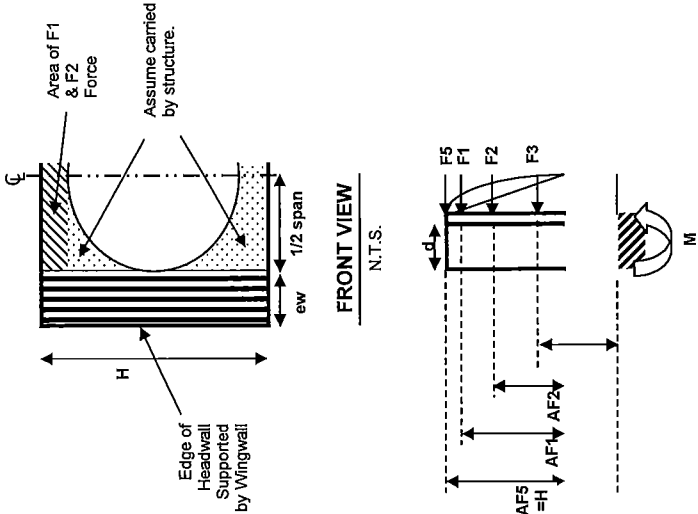 Area of F1
& F2
Force
Assume carried
by structure.
℄
H
1/2 span
ew
Edge of
Headwall
Supported
by Wingwall
FRONT VIEW
N.T.S.
F5
F1
F2
F3
d
AF2
AF1
AF5
=H
M